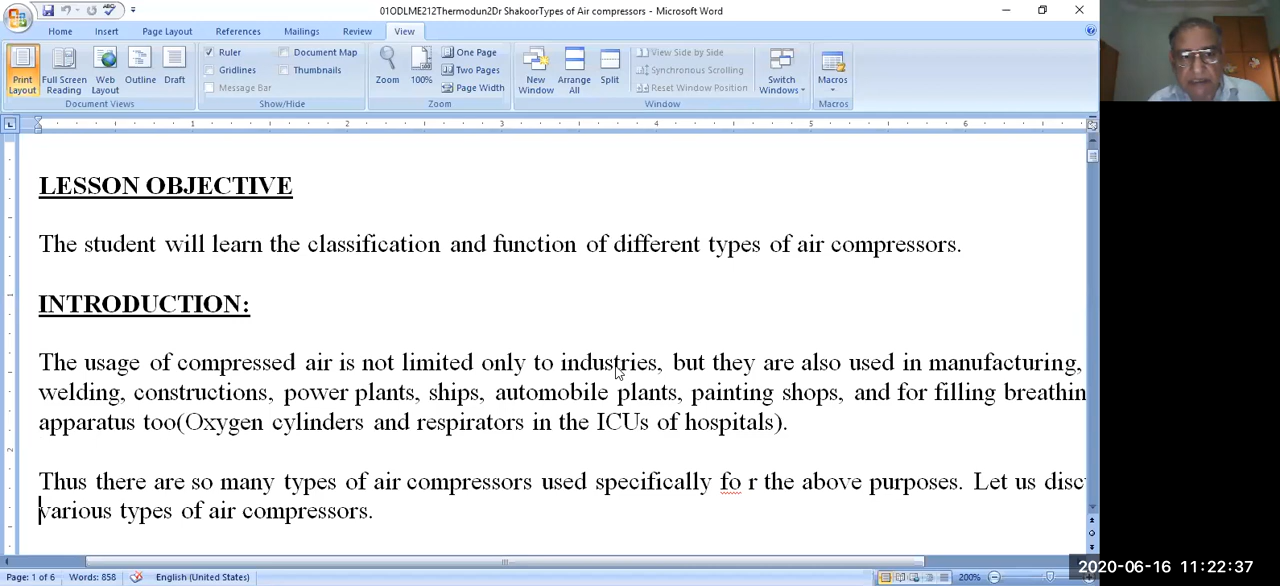 01ODLME212Thermodun2Dr ShakoorTypes of Air compressors - Microsoft Word
Home Insert Page Layout References Mailings Review View
Print Layout
Full Screen Reading
Web Layout
Outline
Draft
Document Views
Ruler
Gridlines
Message Bar
Document Map
Thumbnails
Show/Hide
Zoom
100%
One Page
Two Pages
Page Width
Zoom
New Window
Arrange All
Split
View Side by Side
Synchronous Scrolling
Reset Window Position
Switch Windows
Window
Macros
Macros
1 2 3 4 5 6
LESSON OBJECTIVE
The student will learn the classification and function of different types of air compressors.
INTRODUCTION:
The usage of compressed air is not limited only to industries, but they are also used in manufacturing,
welding, constructions, power plants, ships, automobile plants, painting shops, and for filling breathin
apparatus too(Oxygen cylinders and respirators in the ICUs of hospitals).
Thus there are so many types of air compressors used specifically fo r the above purposes. Let us disc
various types of air compressors.
Page: 1 of 6 Words: 858 English (United States) 200%
2020-06-16 11:22:37